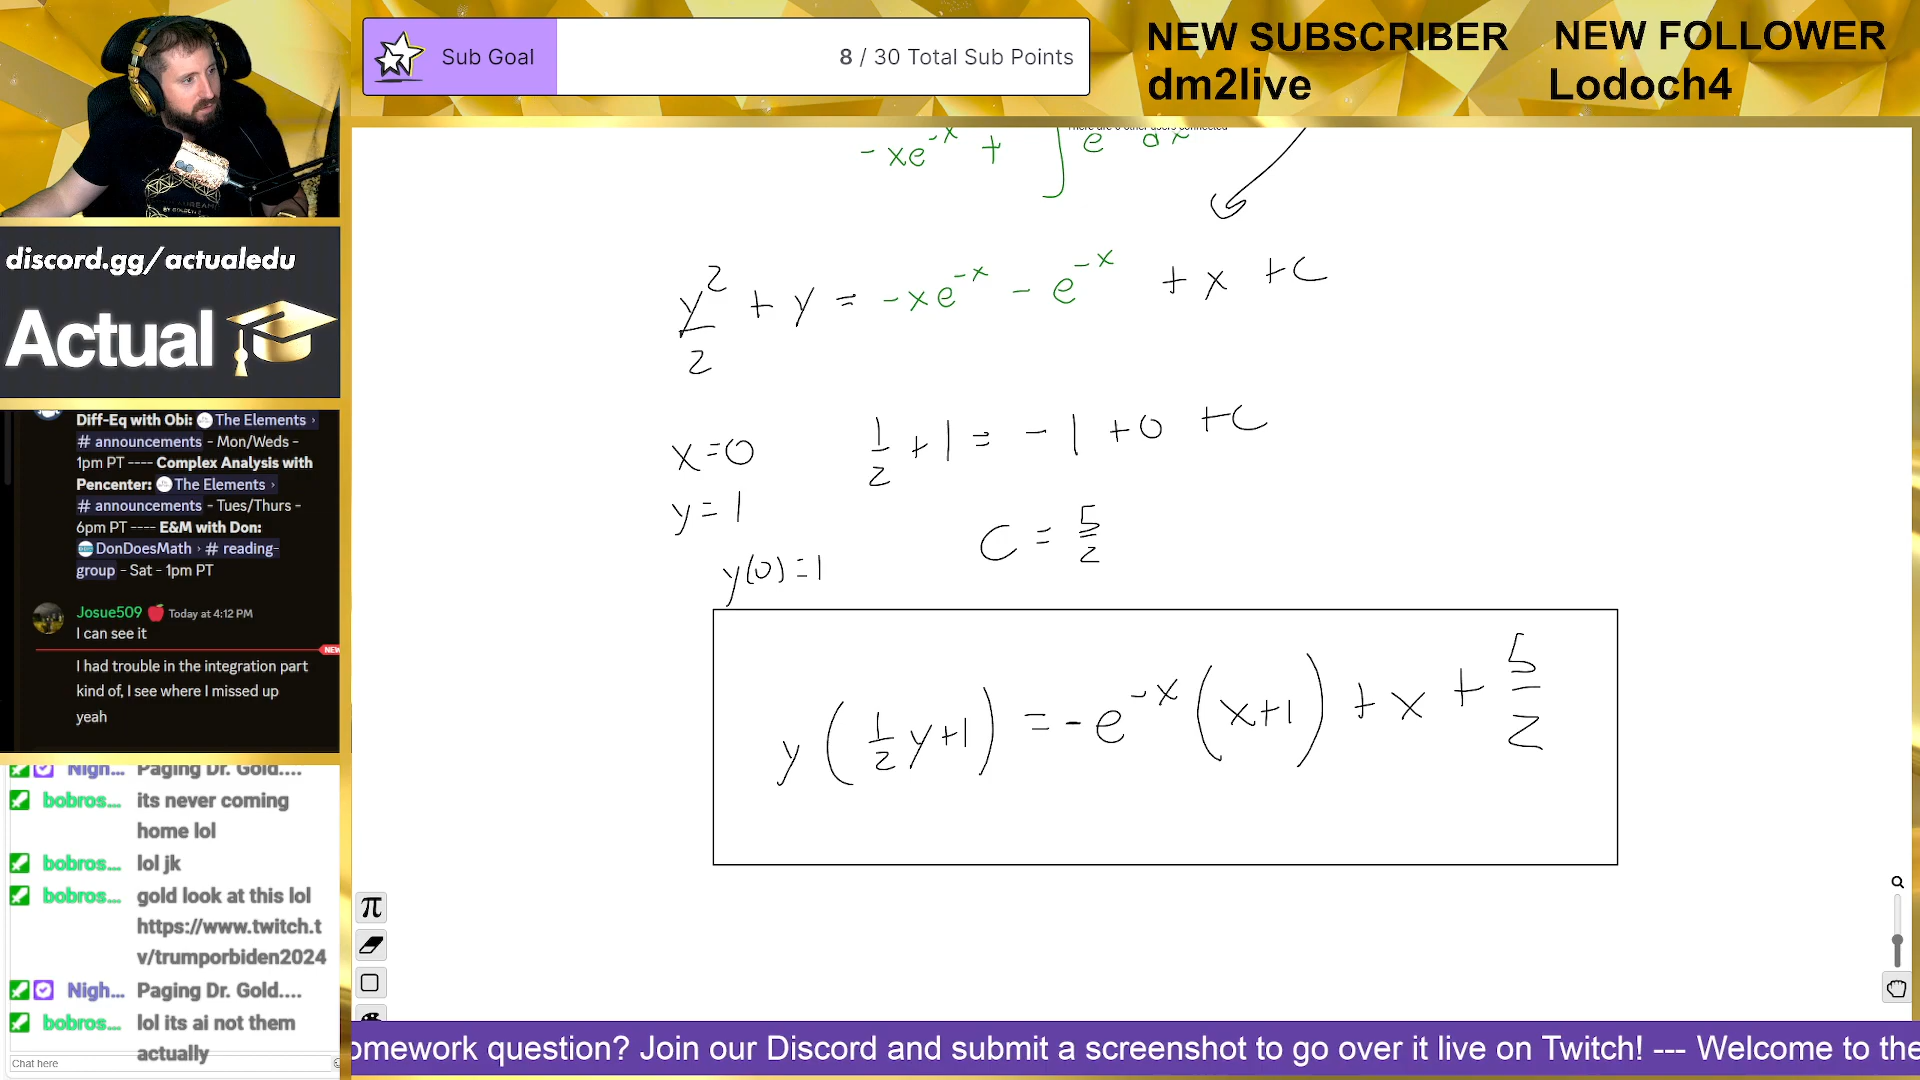 Sub Goal
8 / 30 Total Sub Points
NEW SUBSCRIBER
dm2live
NEW FOLLOWER
Lodoch4
discord.gg/actualedu
Actual
Diff-Eq with Obi: The Elements ›
# announcements - Mon/Weds -
1pm PT ---- Complex Analysis with
Pencenter: The Elements ›
# announcements - Tues/Thurs -
6pm PT ---- E&M with Don:
DonDoesMath › # reading-
group - Sat - 1pm PT
Josue509 Today at 4:12 PM
I can see it
NEW
I had trouble in the integration part
kind of, I see where I missed up
yeah
Nigh... Paging Dr. Gold....
bobros... its never coming
home lol
bobros... lol jk
bobros... gold look at this lol
https://www.twitch.t
v/trumporbiden2024
Nigh... Paging Dr. Gold....
bobros... lol its ai not them
actually
Chat here
-xe^-x + ∫ e dx
y^2/2 + y = -xe^-x - e^-x + x + C
x=0
y=1
y(0)=1
1/2 + 1 = -1 + 0 + C
C = 5/2
y(1/2 y+1) = -e^-x (x+1) + x + 5/2
π
omework question? Join our Discord and submit a screenshot to go over it live on Twitch! --- Welcome to the